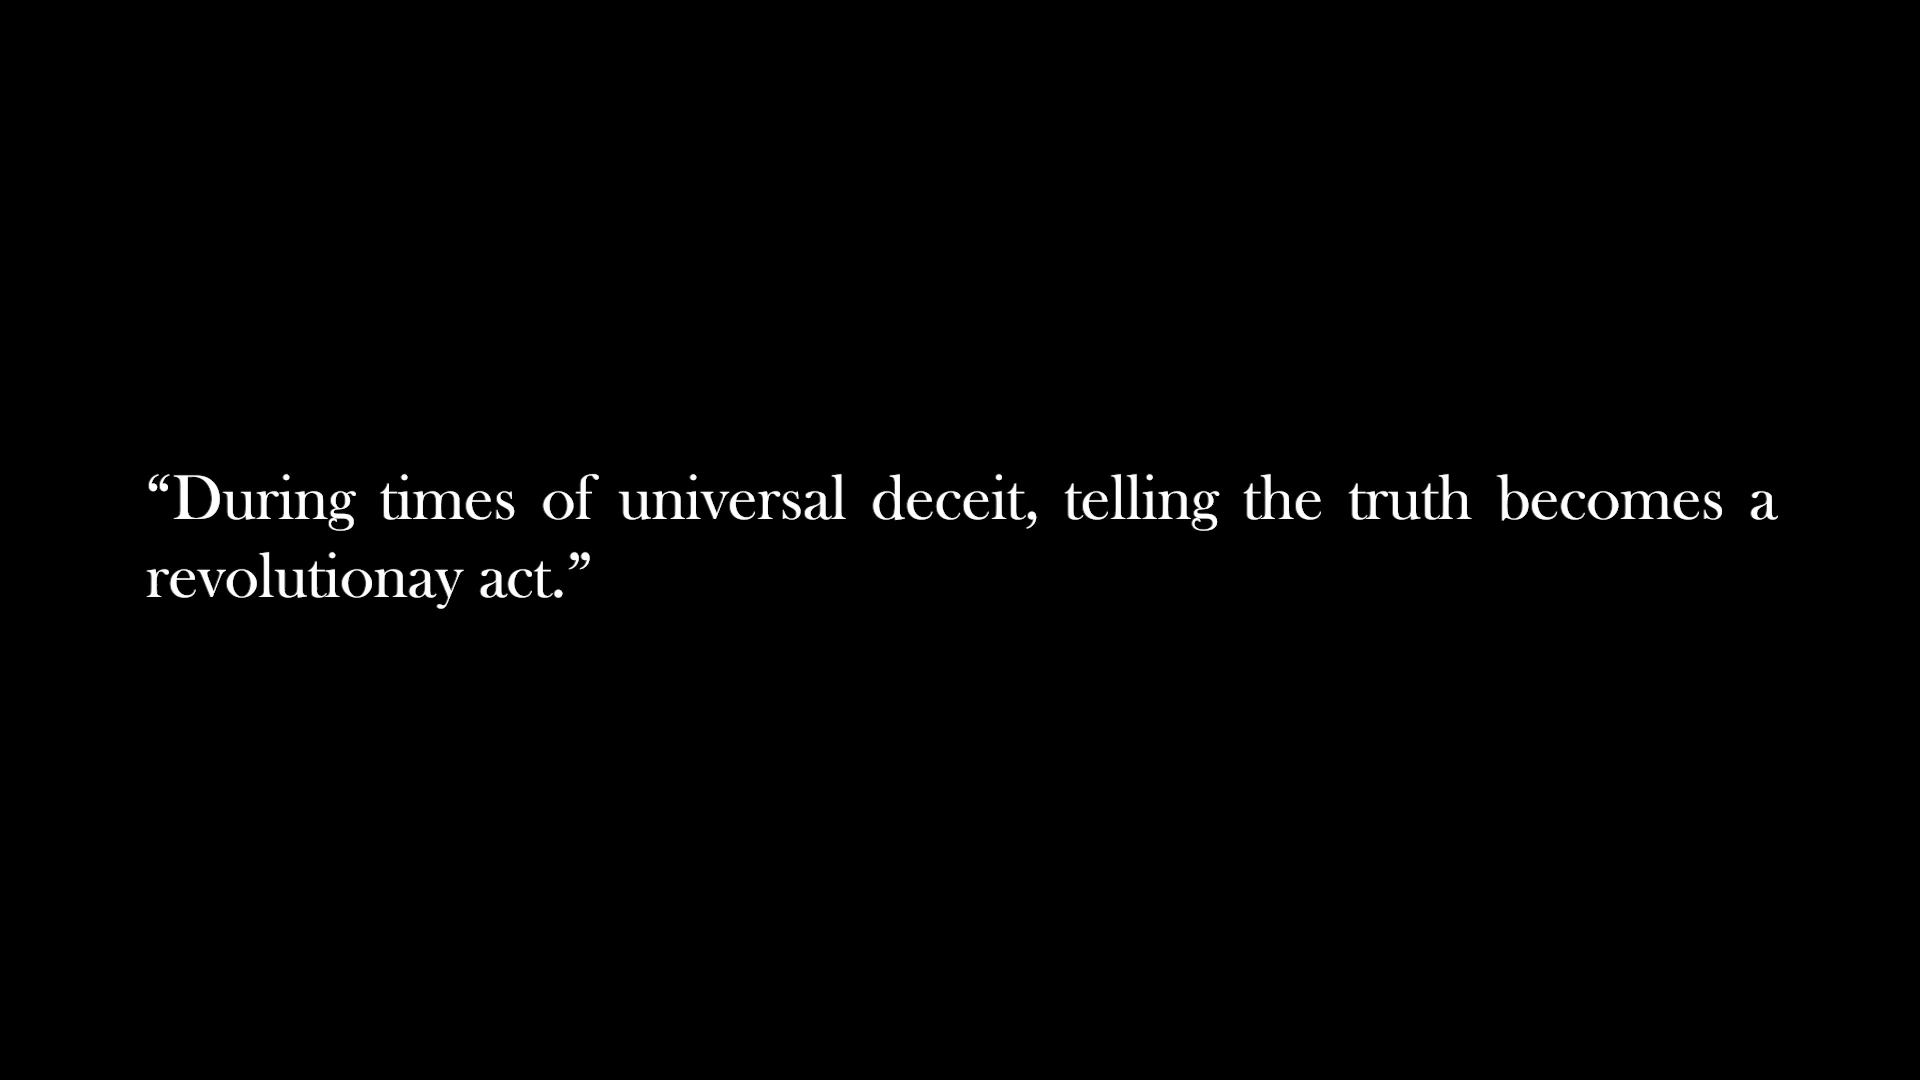 “During times of universal deceit, telling the truth becomes a
revolutionay act.”